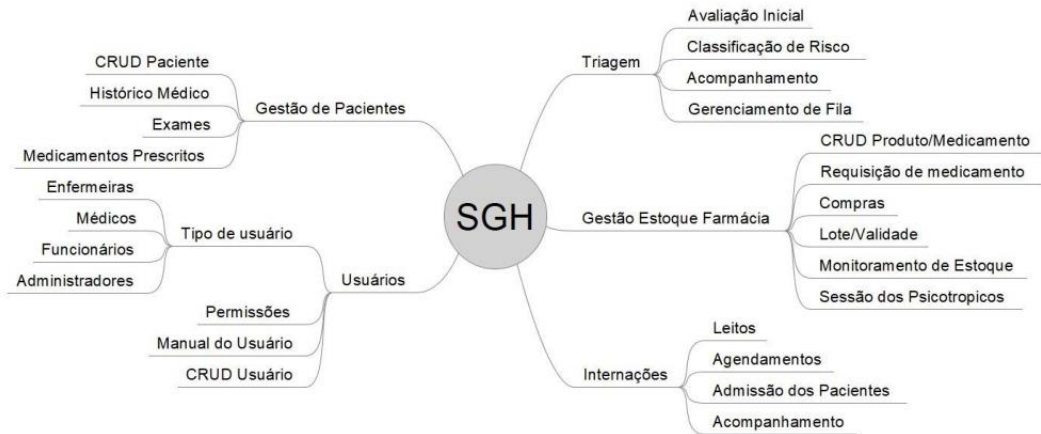 SGH
Gestão de Pacientes
CRUD Paciente
Histórico Médico
Exames
Medicamentos Prescritos
Usuários
Tipo de usuário
Enfermeiras
Médicos
Funcionários
Administradores
Permissões
Manual do Usuário
CRUD Usuário
Triagem
Avaliação Inicial
Classificação de Risco
Acompanhamento
Gerenciamento de Fila
Gestão Estoque Farmácia
CRUD Produto/Medicamento
Requisição de medicamento
Compras
Lote/Validade
Monitoramento de Estoque
Sessão dos Psicotropicos
Internações
Leitos
Agendamentos
Admissão dos Pacientes
Acompanhamento